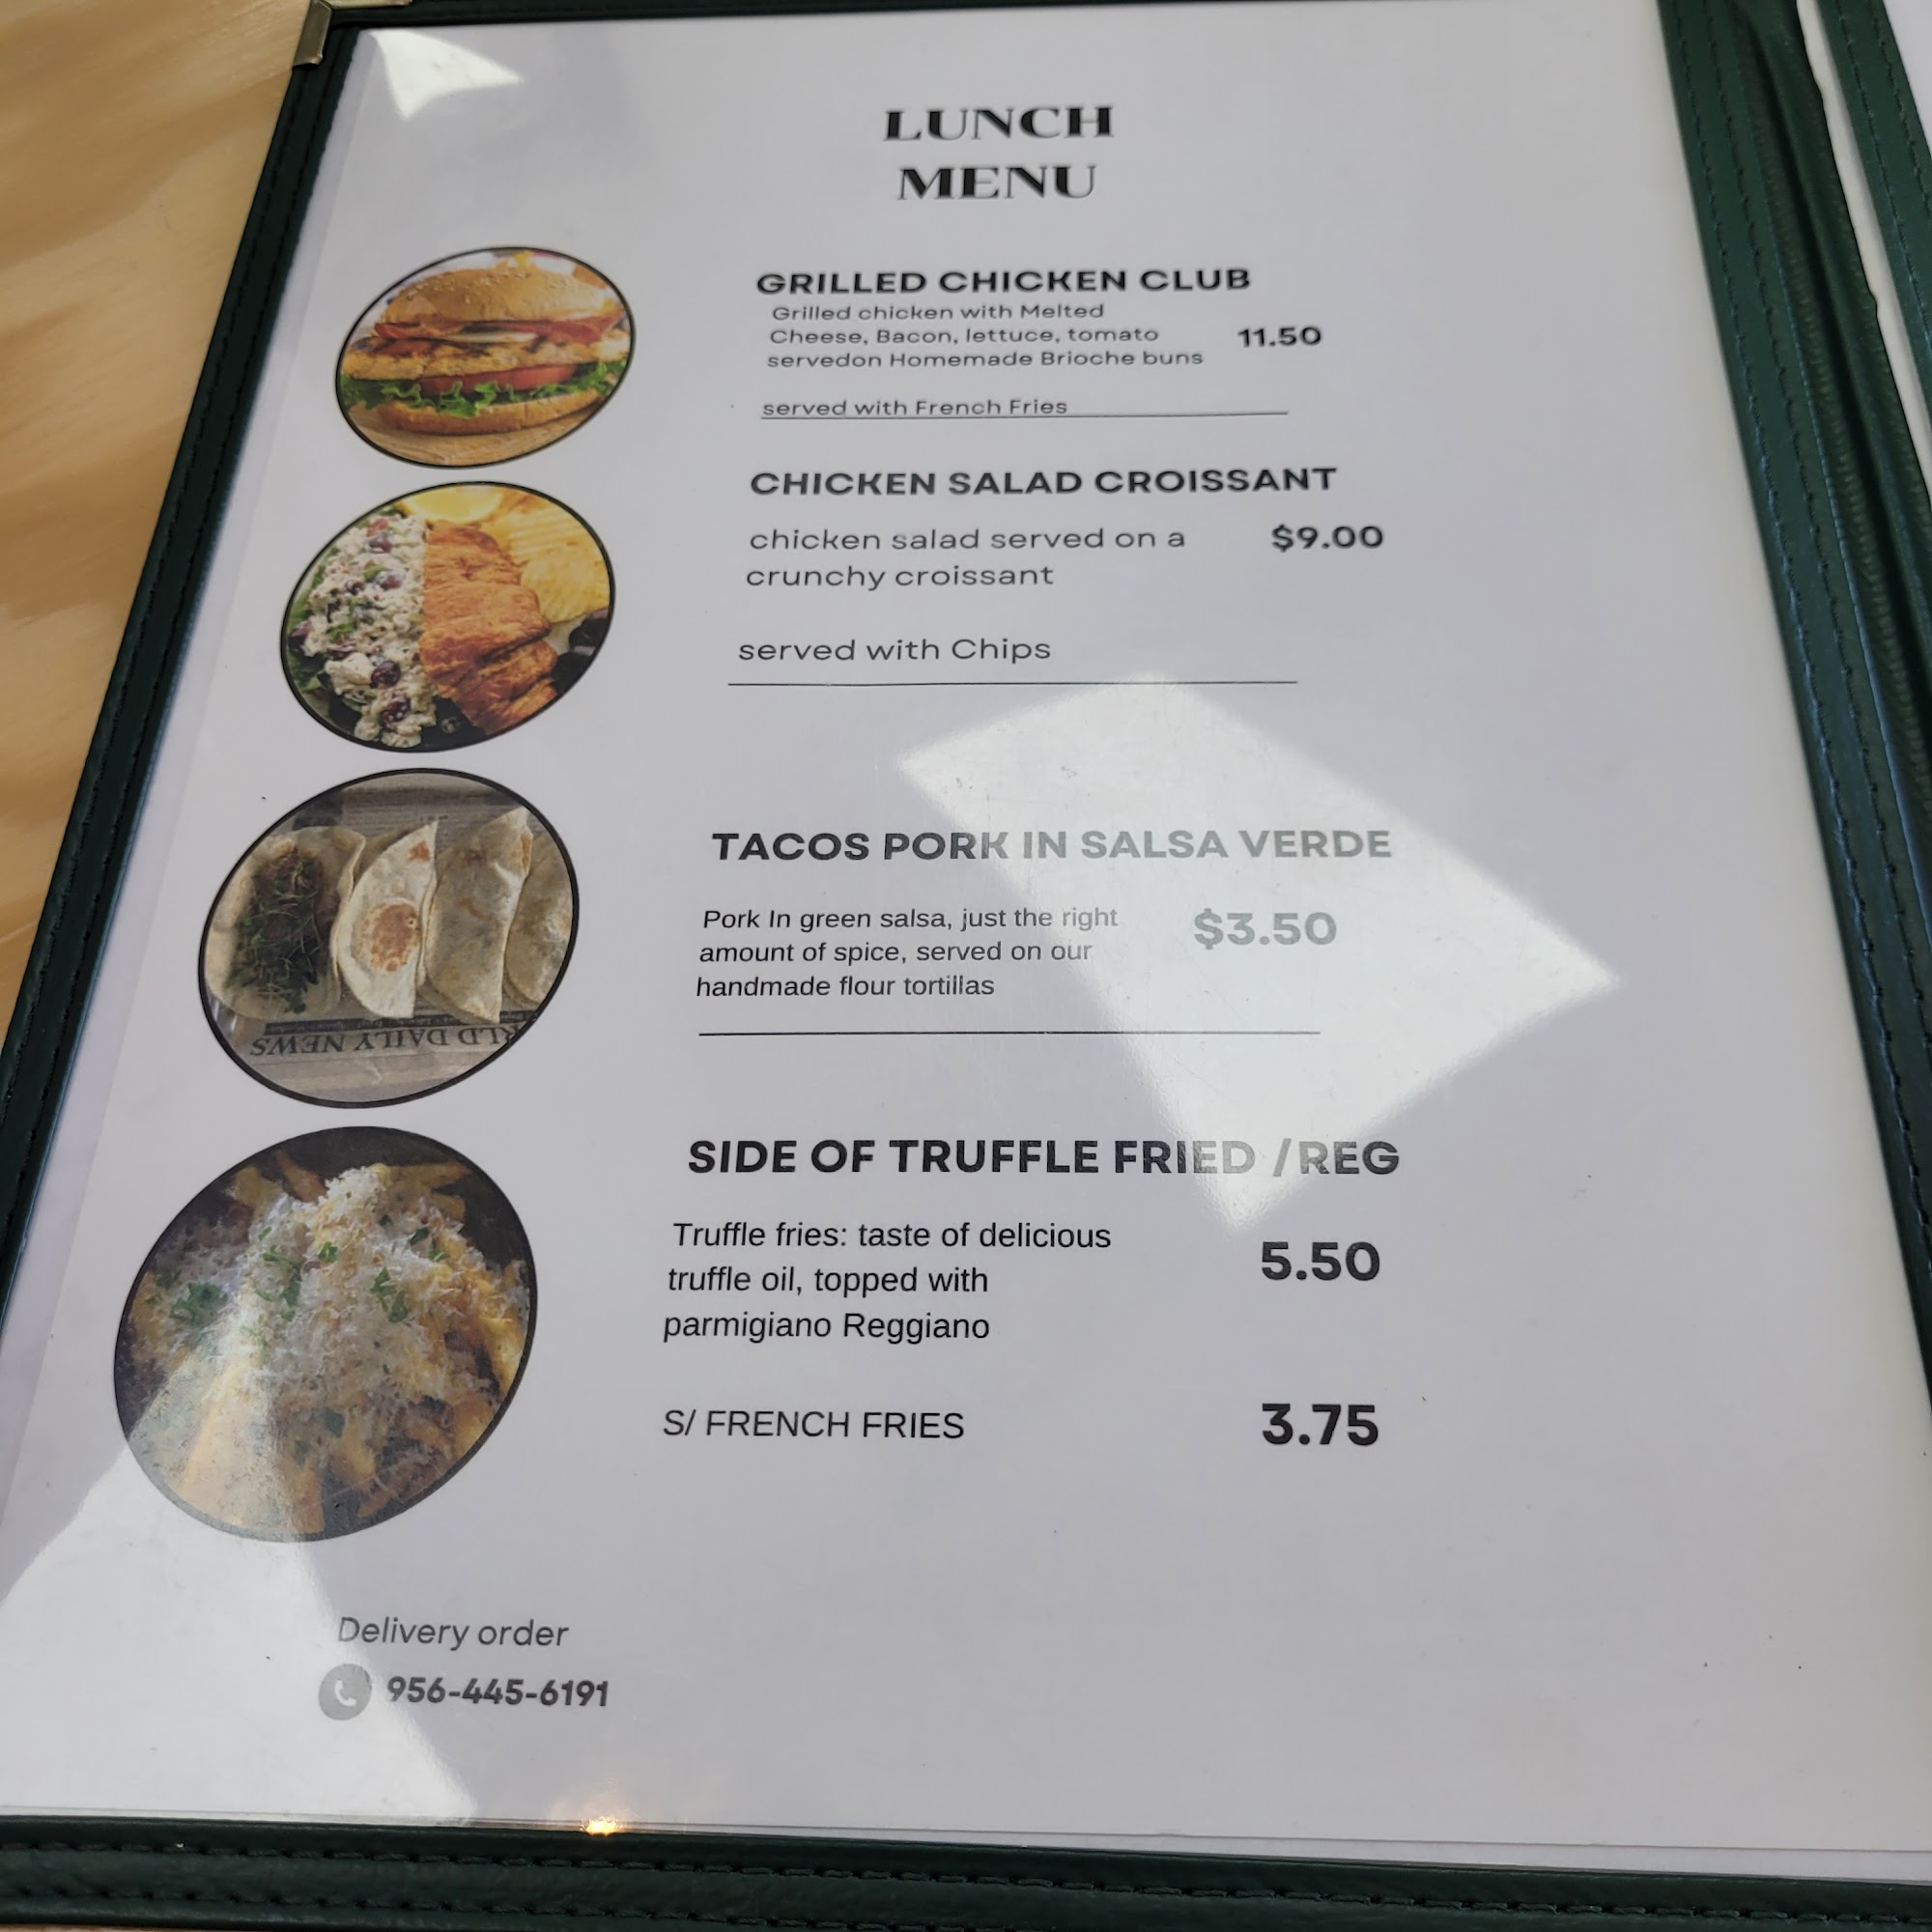 LUNCH
MENU
GRILLED CHICKEN CLUB
Grilled chicken with Melted
Cheese, Bacon, lettuce, tomato
servedon Homemade Brioche buns
11.50
served with French Fries
CHICKEN SALAD CROISSANT
chicken salad served on a
crunchy croissant
$9.00
served with Chips
TACOS PORK IN SALSA VERDE
Pork In green salsa, just the right
amount of spice, served on our
handmade flour tortillas
$3.50
RLD DAILY NEWS
SIDE OF TRUFFLE FRIED /REG
Truffle fries: taste of delicious
truffle oil, topped with
parmigiano Reggiano
5.50
S/ FRENCH FRIES
3.75
Delivery order
956-445-6191